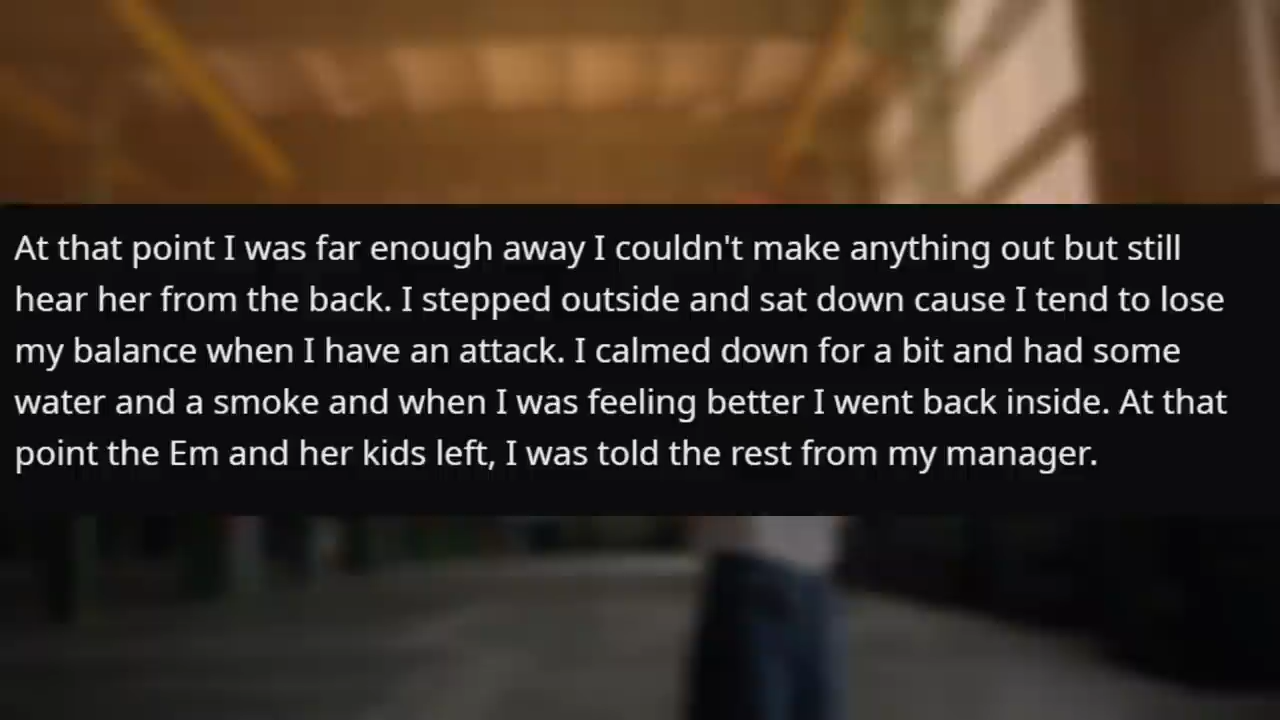 At that point I was far enough away I couldn't make anything out but still
hear her from the back. I stepped outside and sat down cause I tend to lose
my balance when I have an attack. I calmed down for a bit and had some
water and a smoke and when I was feeling better I went back inside. At that
point the Em and her kids left, I was told the rest from my manager.